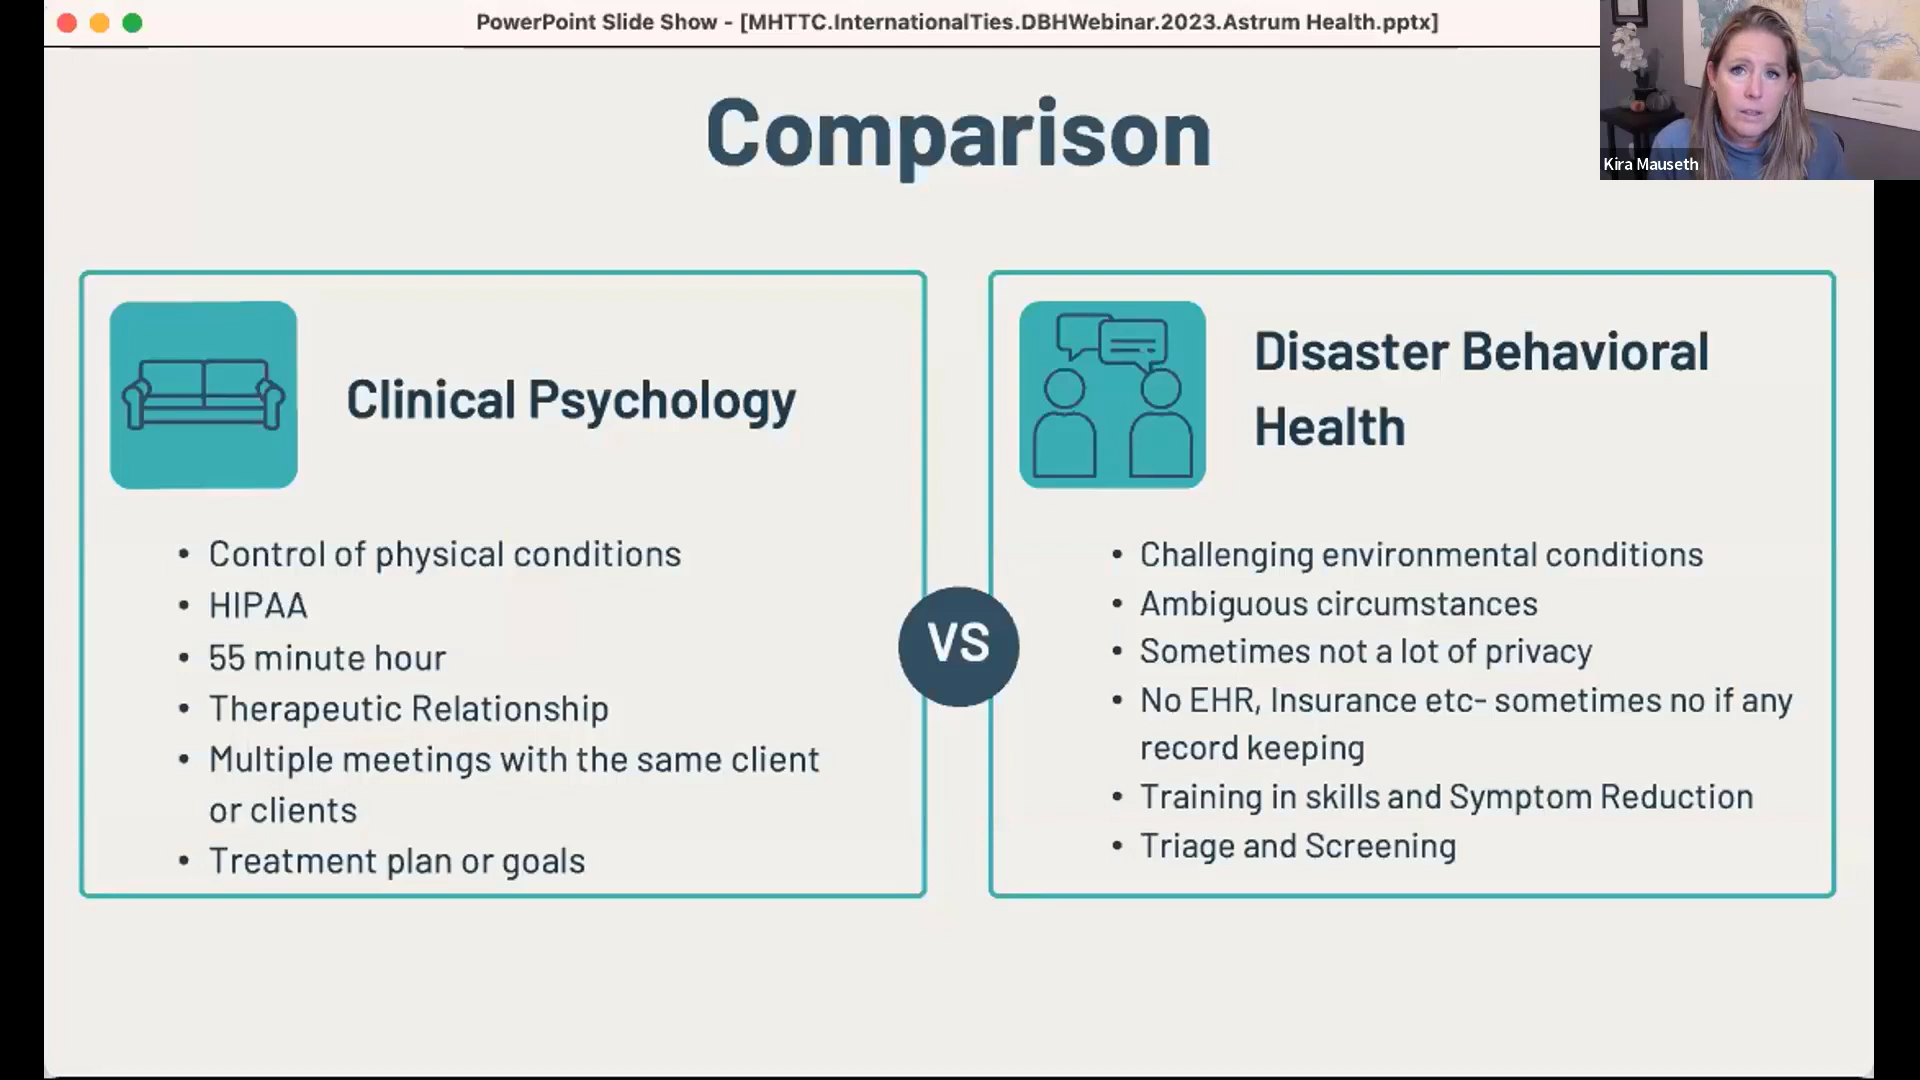 PowerPoint Slide Show - [MHTTC.InternationalTies.DBHWebinar.2023.Astrum Health.pptx]
Kira Mauseth
Comparison
Clinical Psychology
• Control of physical conditions
• HIPAA
• 55 minute hour
• Therapeutic Relationship
• Multiple meetings with the same client
or clients
• Treatment plan or goals
VS
Disaster Behavioral
Health
• Challenging environmental conditions
• Ambiguous circumstances
• Sometimes not a lot of privacy
• No EHR, Insurance etc- sometimes no if any
record keeping
• Training in skills and Symptom Reduction
• Triage and Screening